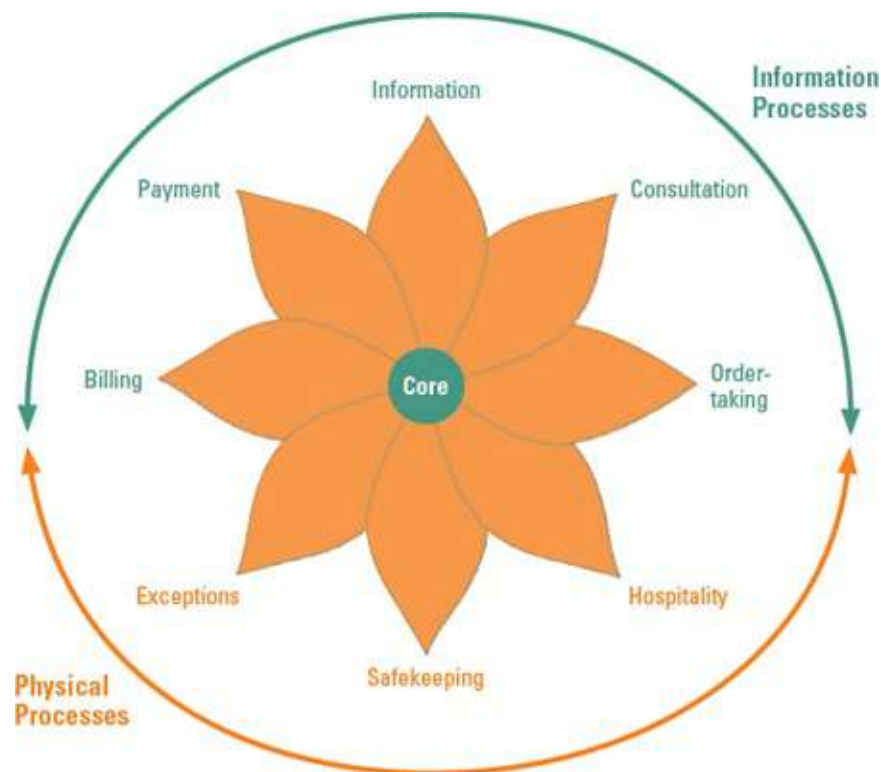 Information
Information
Processes
Payment
Consultation
Billing
Core
Order-
taking
Exceptions
Hospitality
Safekeeping
Physical
Processes